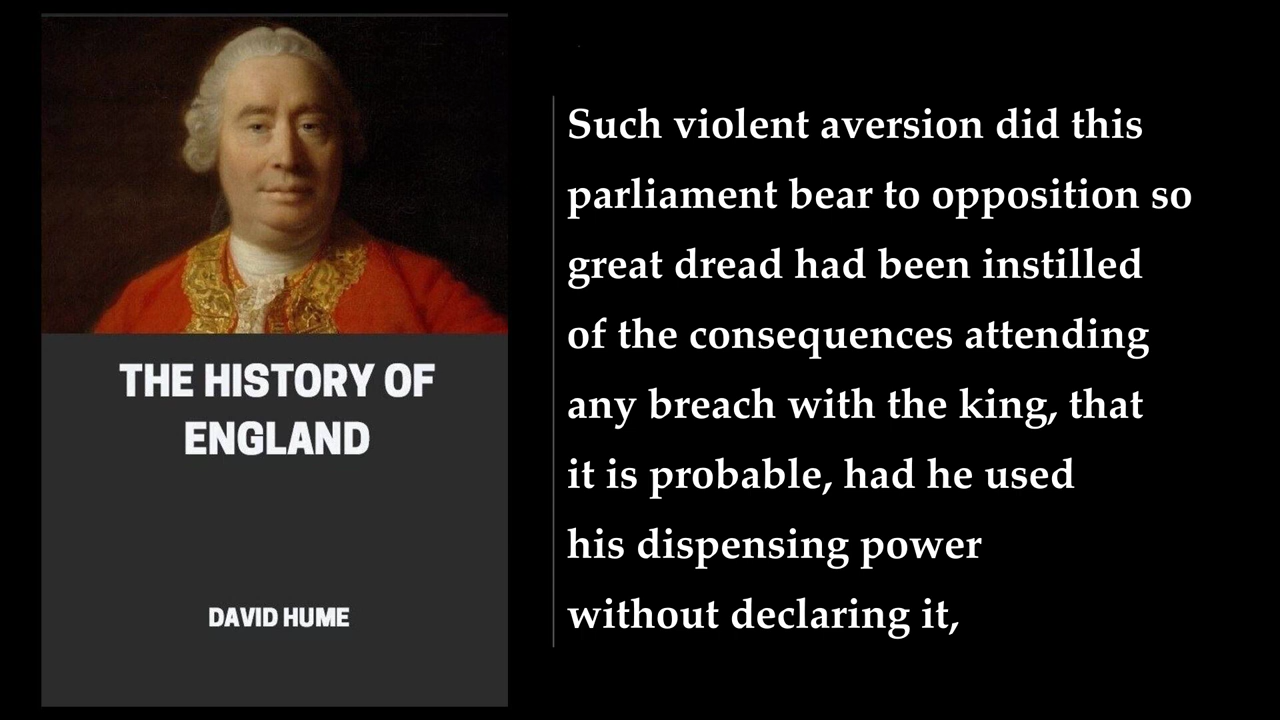 THE HISTORY OF
ENGLAND
DAVID HUME
Such violent aversion did this
parliament bear to opposition so
great dread had been instilled
of the consequences attending
any breach with the king, that
it is probable, had he used
his dispensing power
without declaring it,